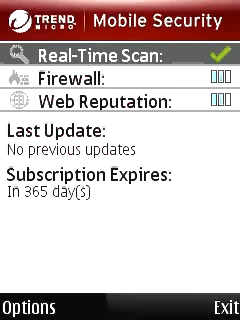 TREND MICRO Mobile Security
Real-Time Scan:
Firewall:
Web Reputation:
Last Update:
No previous updates
Subscription Expires:
In 365 day(s)
Options Exit